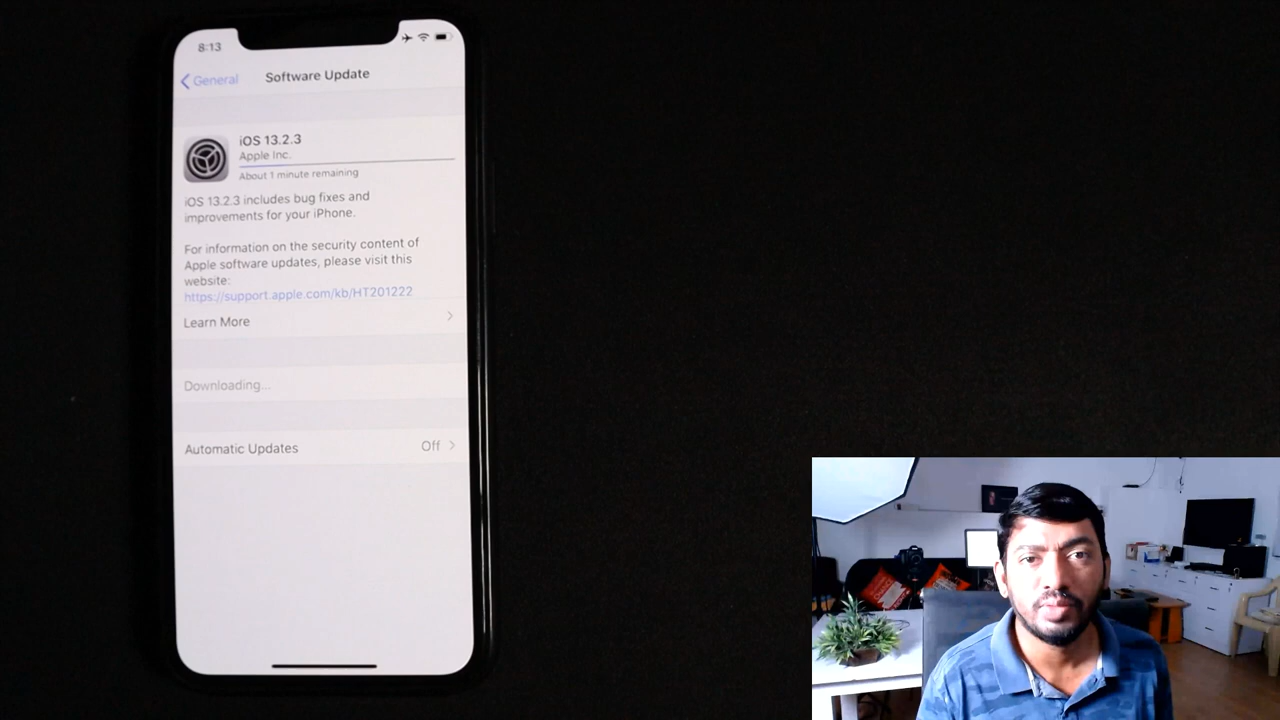 8:13
General
Software Update
iOS 13.2.3
Apple Inc.
About 1 minute remaining
iOS 13.2.3 includes bug fixes and
improvements for your iPhone.
For information on the security content of
Apple software updates, please visit this
website:
https://support.apple.com/kb/HT201222
Learn More
Downloading...
Automatic Updates
Off